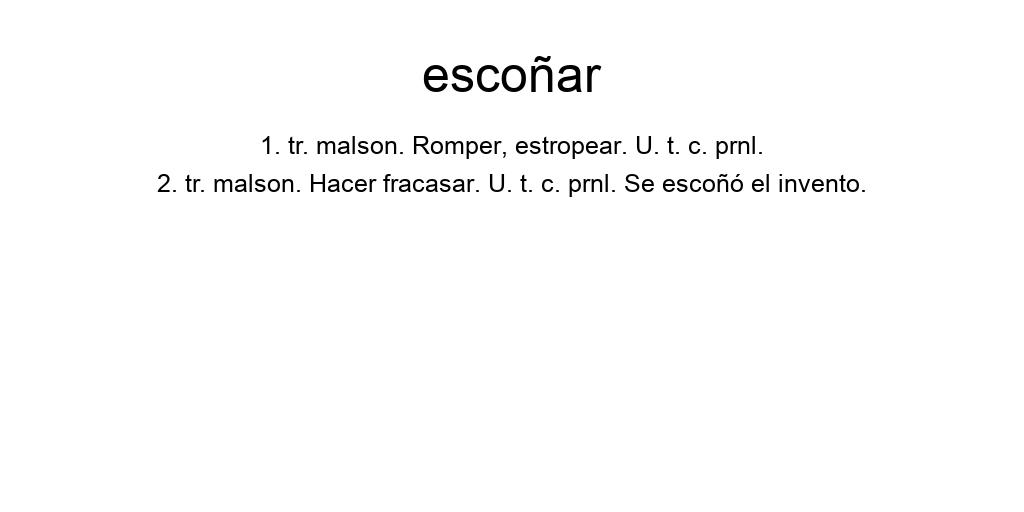 escoñar
1. tr. malson. Romper, estropear. U. t. c. prnl.
2. tr. malson. Hacer fracasar. U. t. c. prnl. Se escoñó el invento.